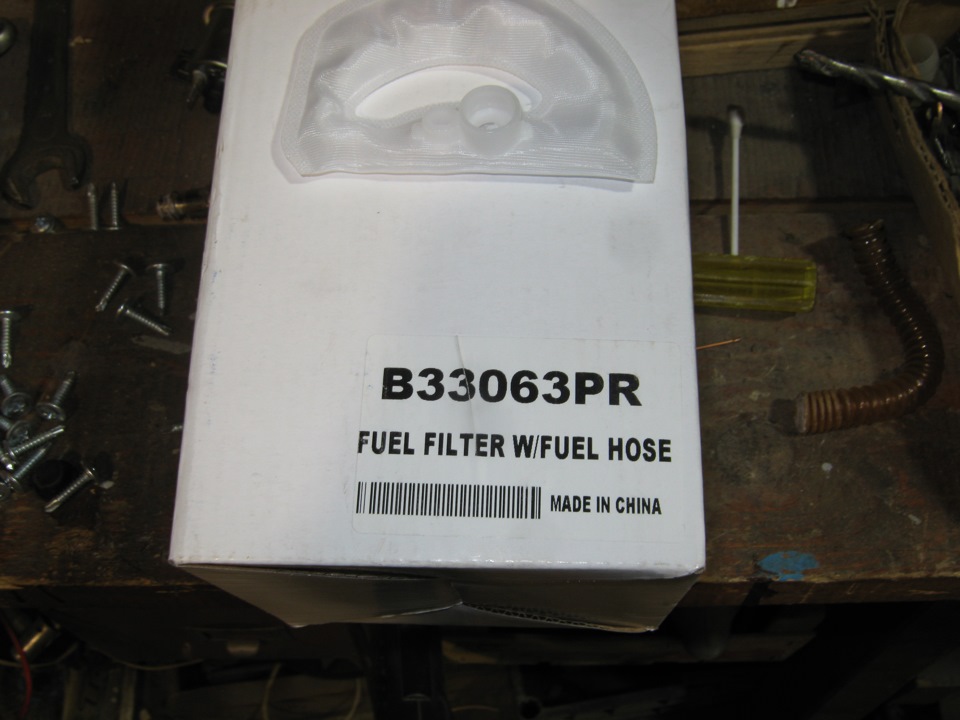 B33063PR
FUEL FILTER W/FUEL HOSE
MADE IN CHINA